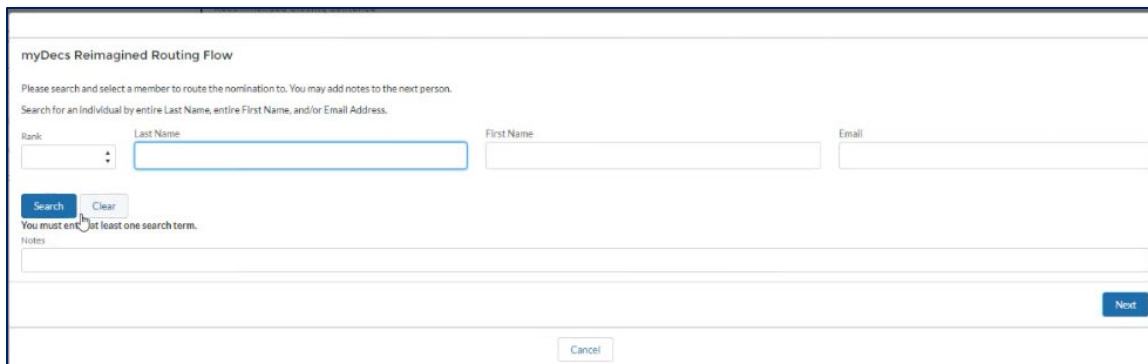 myDecs Reimagined Routing Flow
Please search and select a member to route the nomination to. You may add notes to the next person.
Search for an individual by entire Last Name, entire First Name, and/or Email Address.
Rank Last Name First Name Email
Search Clear
You must at least one search term.
Notes
Next
Cancel